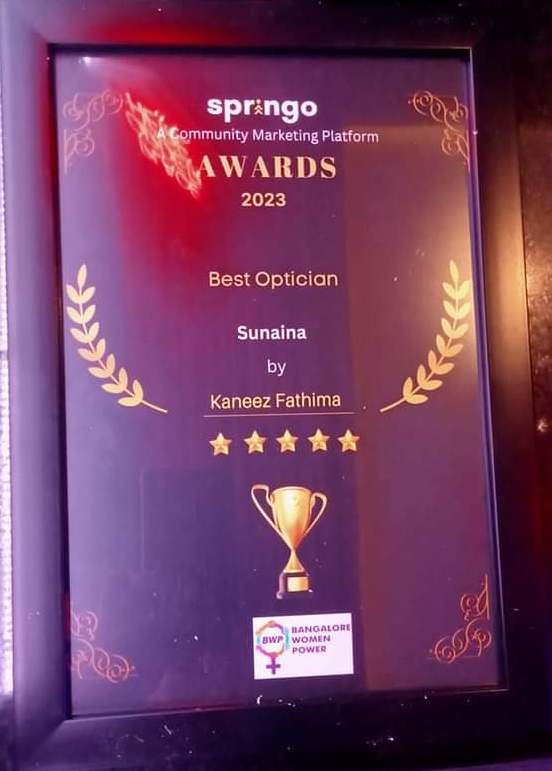 springo
A Community Marketing Platform
AWARDS
2023
Best Optician
Sunaina
by
Kaneez Fathima
BWP
BANGALORE
WOMEN
POWER